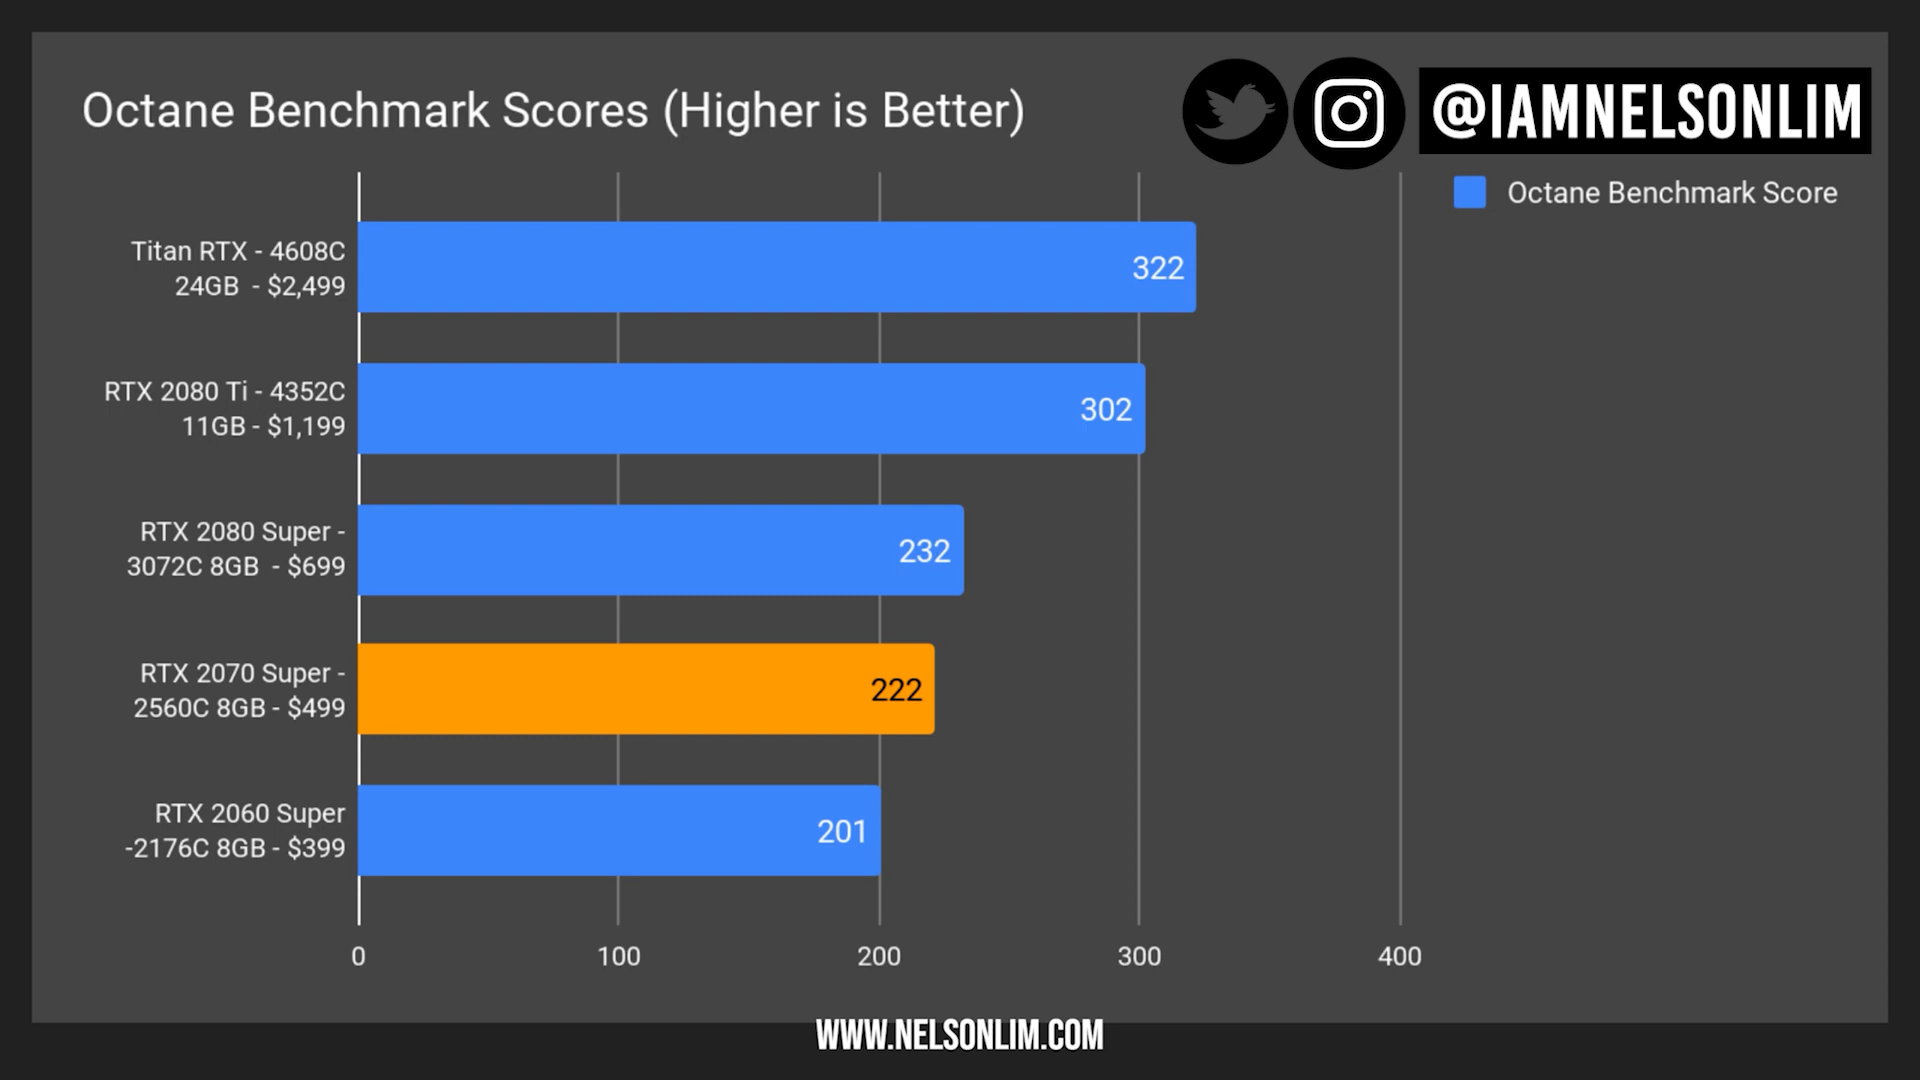 Octane Benchmark Scores (Higher is Better)
@IAMNELSONLIM
Octane Benchmark Score
Titan RTX - 4608C
24GB - $2,499
322
RTX 2080 Ti - 4352C
11GB - $1,199
302
RTX 2080 Super -
3072C 8GB - $699
232
RTX 2070 Super -
2560C 8GB - $499
222
RTX 2060 Super
-2176C 8GB - $399
201
0
100
200
300
400
WWW.NELSONLIM.COM